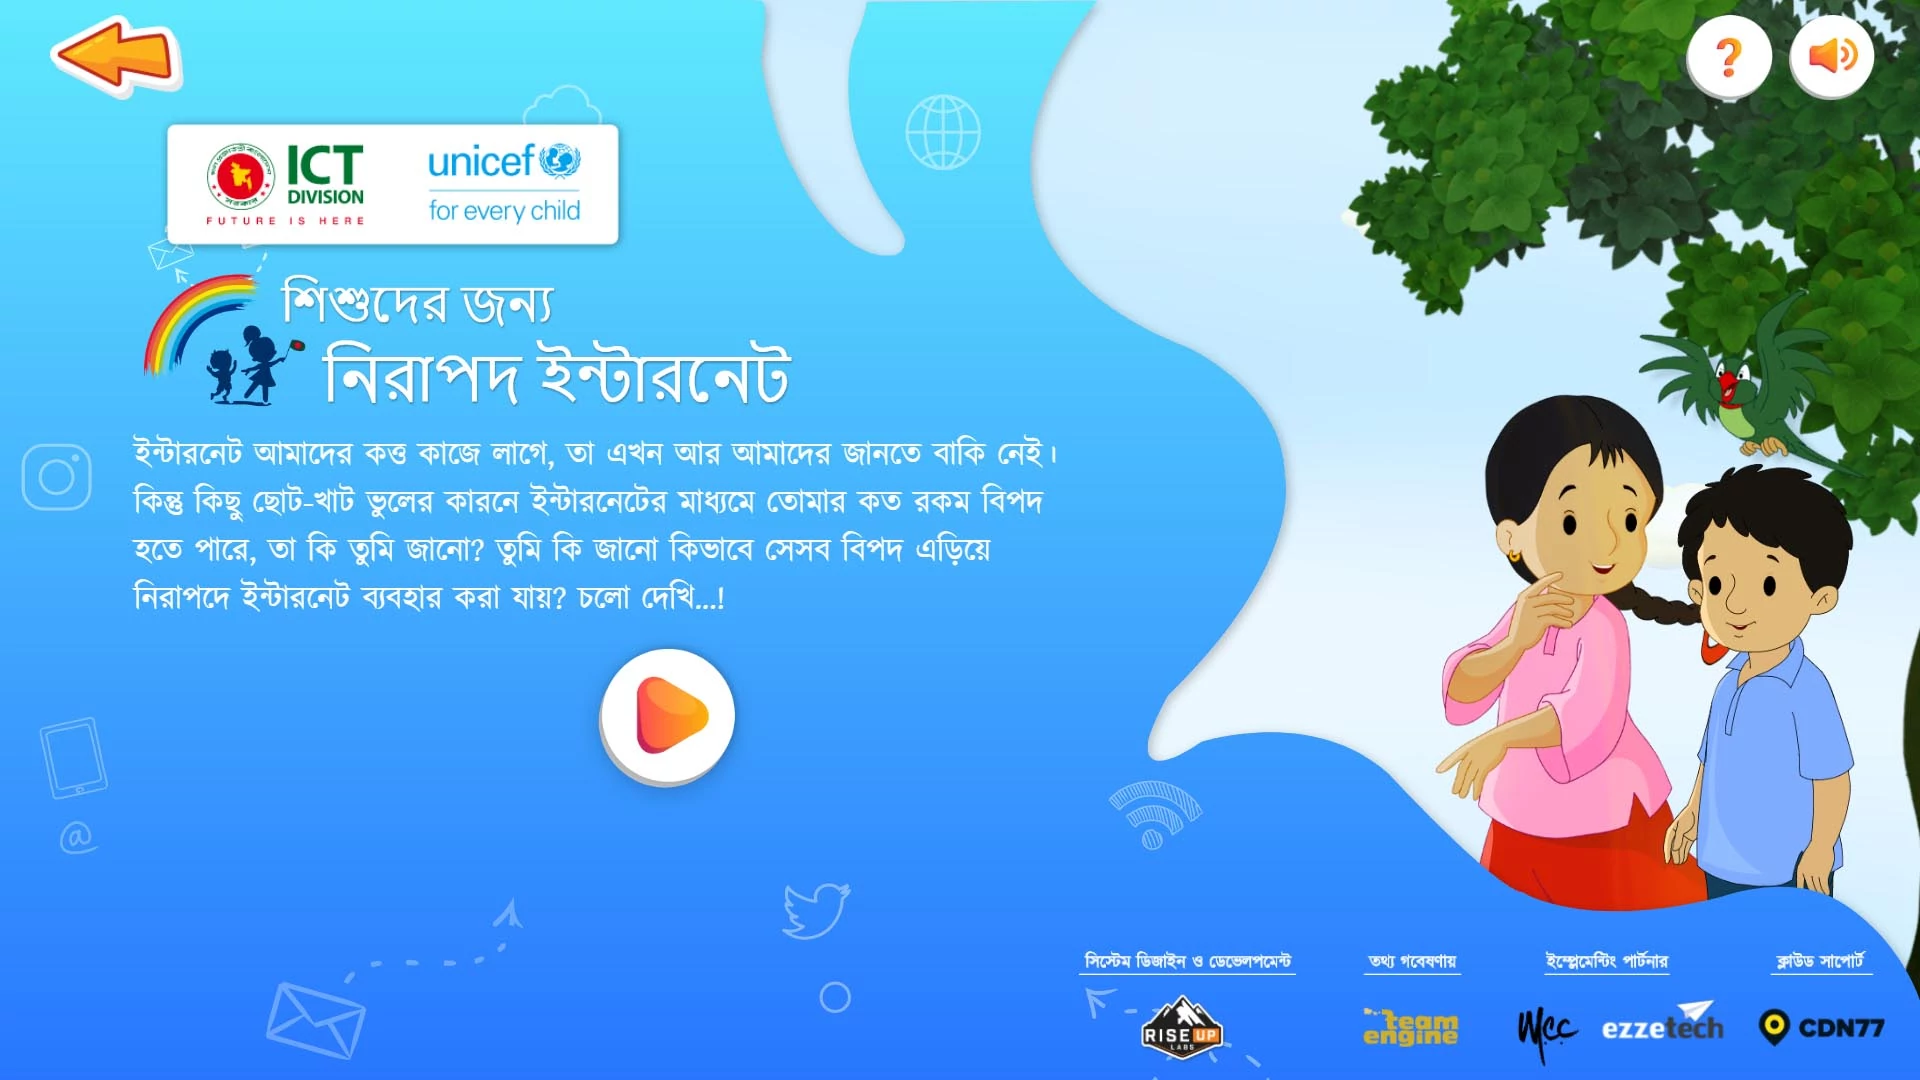 ICT
DIVISION
FUTURE IS HERE
unicef
for every child
শিশুদের জন্য
নিরাপদ ইন্টারনেট
ইন্টারনেট আমাদের কত্ত কাজে লাগে, তা এখন আর আমাদের জানতে বাকি নেই।
কিন্তু কিছু ছোট-খাট ভুলের কারনে ইন্টারনেটের মাধ্যমে তোমার কত রকম বিপদ
হতে পারে, তা কি তুমি জানো? তুমি কি জানো কিভাবে সেসব বিপদ এড়িয়ে
নিরাপদে ইন্টারনেট ব্যবহার করা যায়? চলো দেখি...!
সিস্টেম ডিজাইন ও ডেভেলপমেন্ট
RISE UP
LABS
তথ্য গবেষণায়
team
engine
ইম্প্লেমেন্টিং পার্টনার
WCC
ezzetech
ক্লাউড সাপোর্ট
CDN77